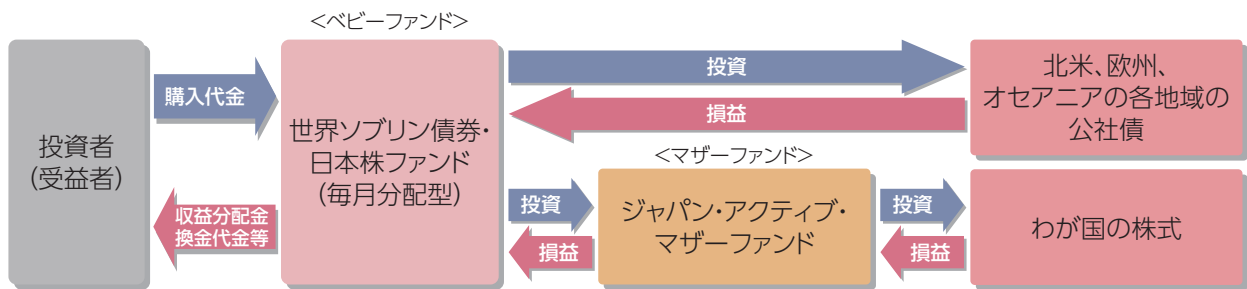 <ベビーファンド>
投資者
(受益者)
購入代金
収益分配金
換金代金等
世界ソブリン債券・
日本株ファンド
(毎月分配型)
投資
損益
北米、欧州、
オセアニアの各地域の
公社債
<マザーファンド>
投資
損益
ジャパン・アクティブ・
マザーファンド
投資
損益
わが国の株式